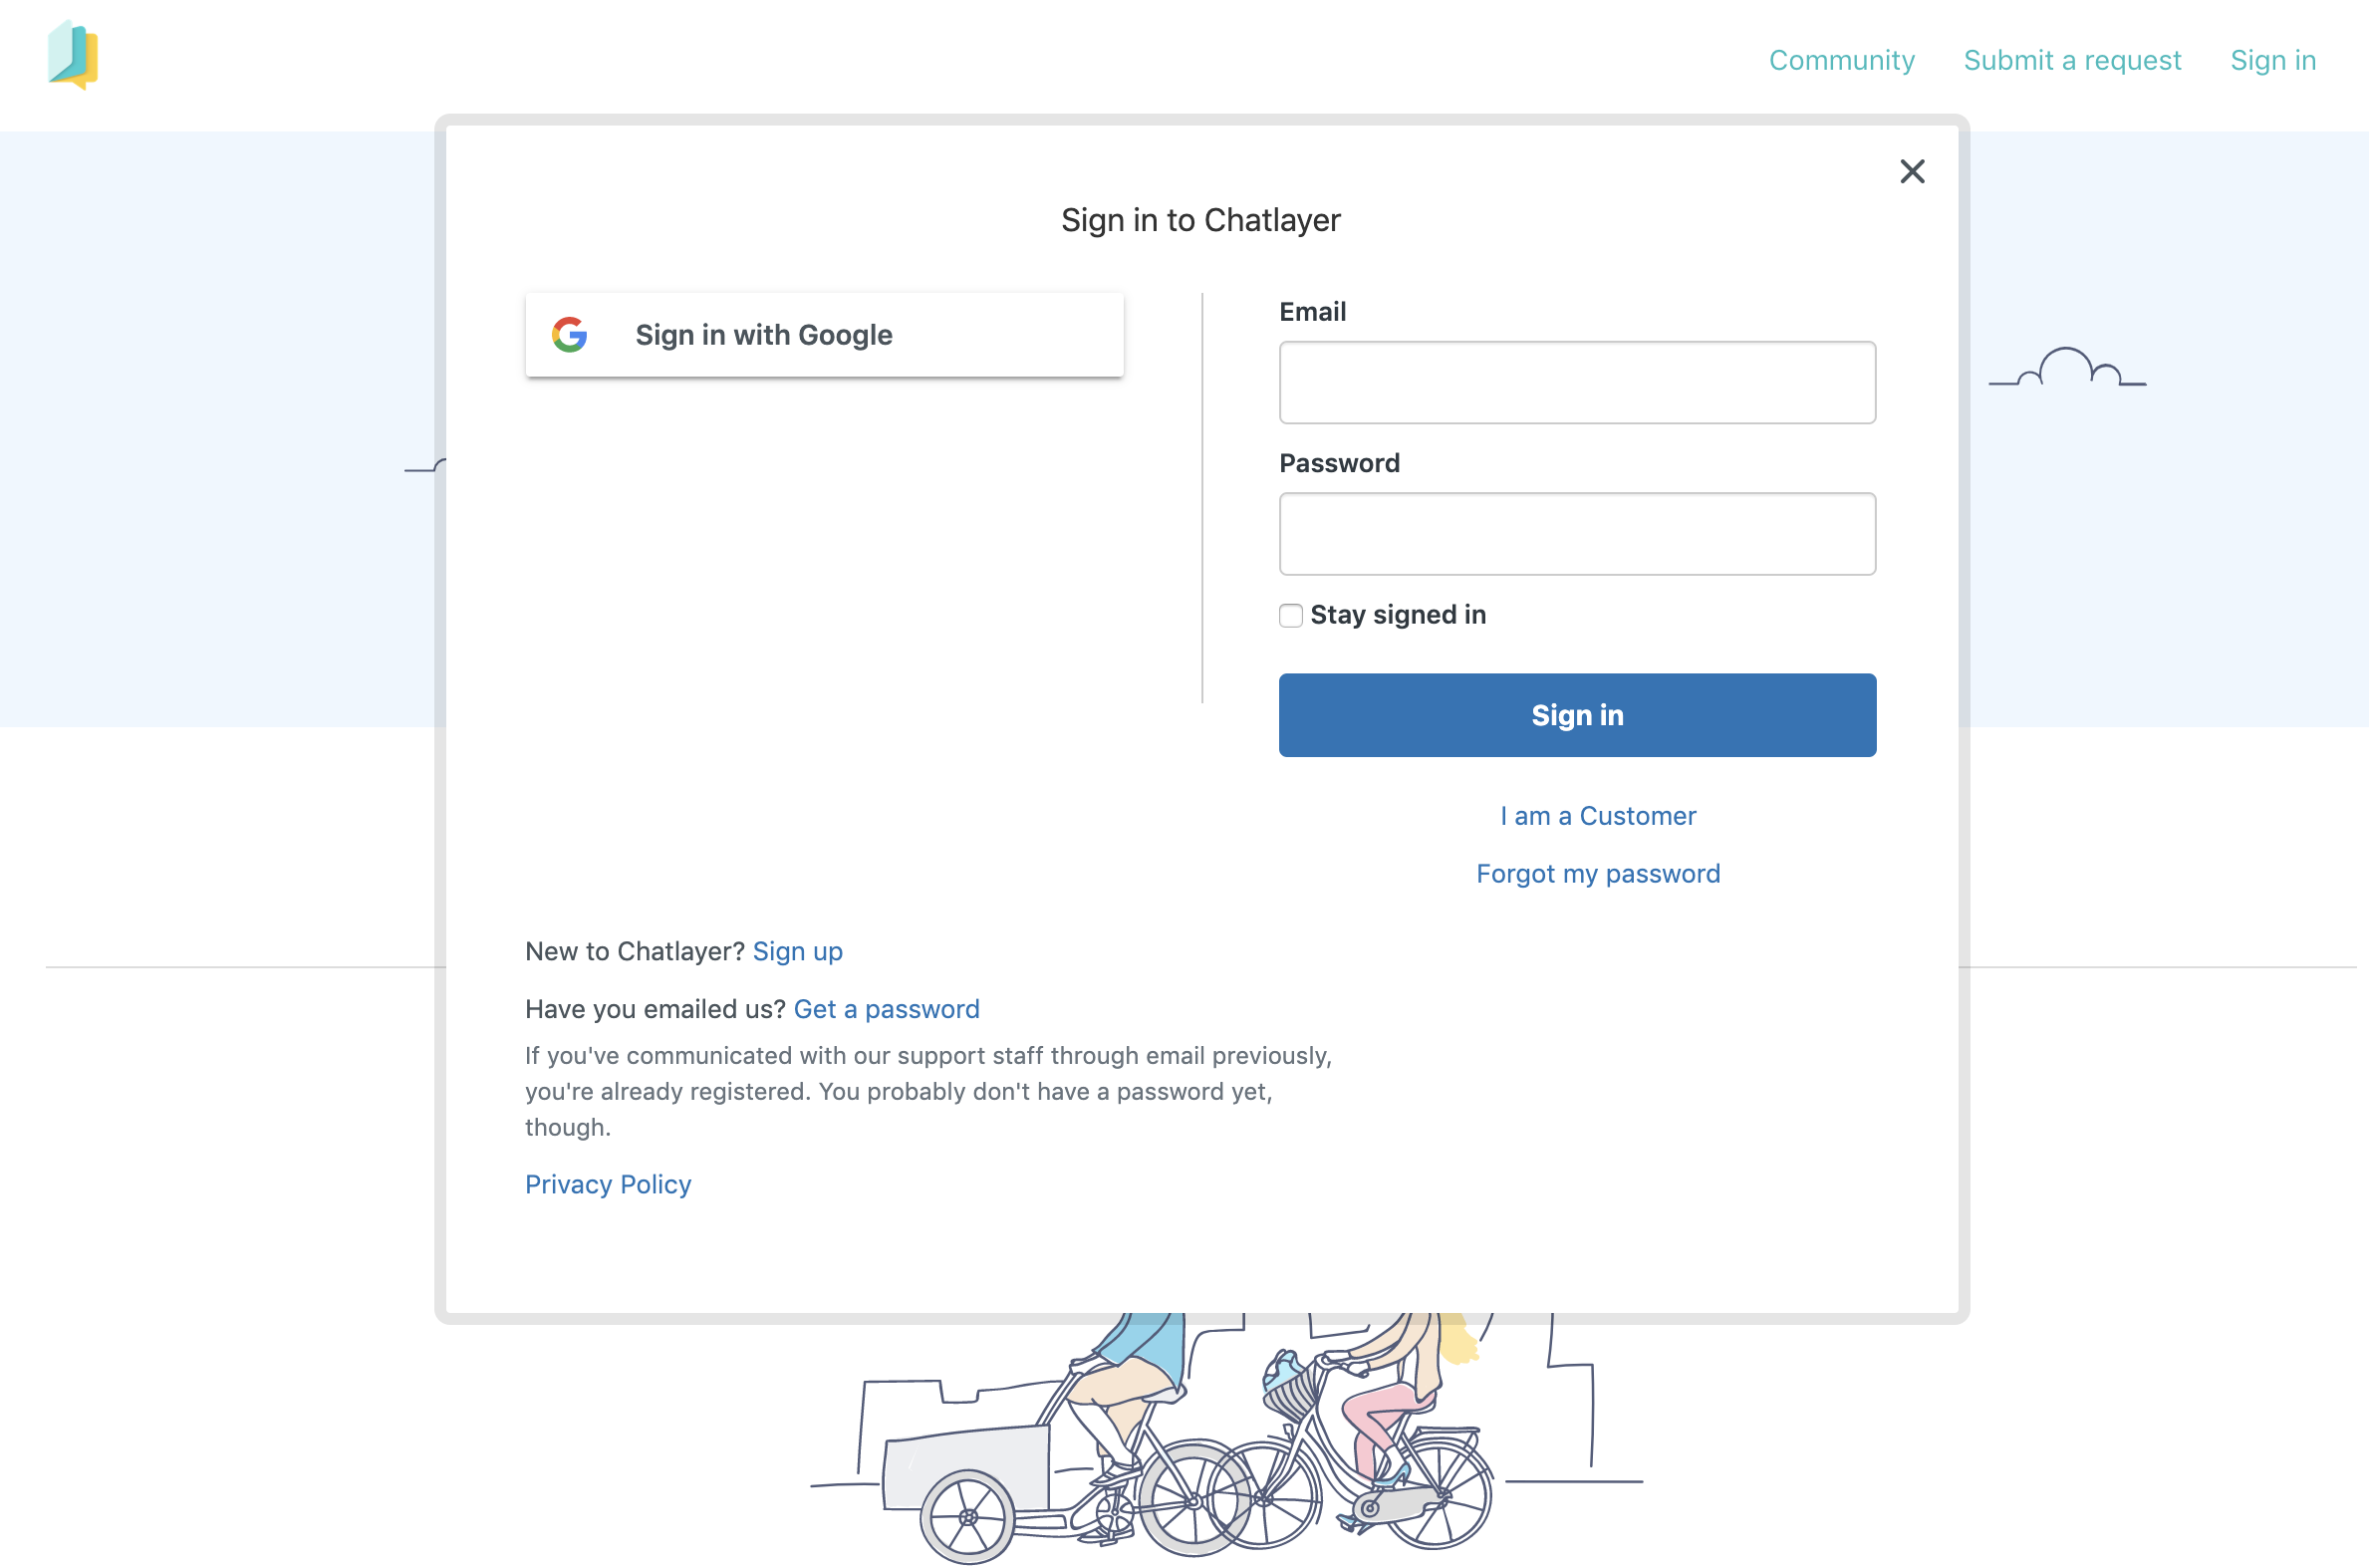 Community Submit a request Sign in
Sign in to Chatlayer
Sign in with Google
Email
Password
Stay signed in
Sign in
I am a Customer
Forgot my password
New to Chatlayer? Sign up
Have you emailed us? Get a password
If you've communicated with our support staff through email previously,
you're already registered. You probably don't have a password yet,
though.
Privacy Policy